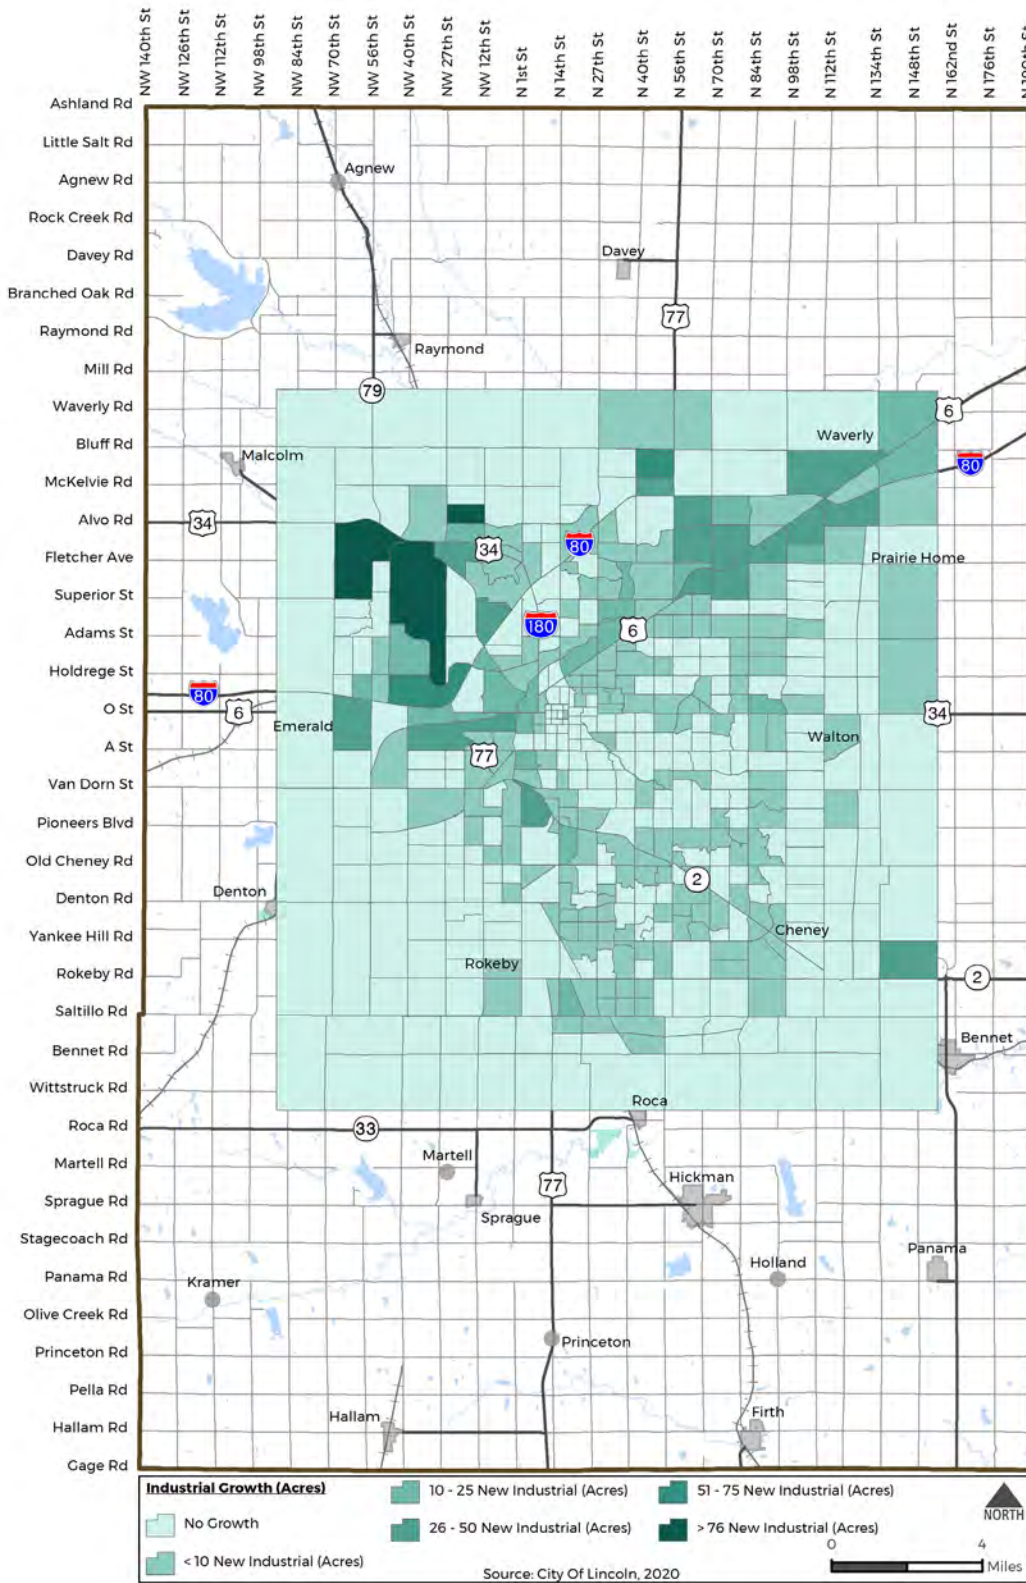 NW 140th St
NW 126th St
NW 112th St
NW 98th St
NW 84th St
NW 70th St
NW 56th St
NW 40th St
NW 27th St
NW 12th St
N 1st St
N 14th St
N 27th St
N 40th St
N 56th St
N 70th St
N 84th St
N 98th St
N 112th St
N 134th St
N 148th St
N 162nd St
N 176th St
Ashland Rd
Little Salt Rd
Agnew Rd
Agnew
Rock Creek Rd
Davey Rd
Davey
Branched Oak Rd
77
Raymond Rd
Raymond
Mill Rd
79
Waverly Rd
6
Waverly
Bluff Rd
Malcolm
80
McKelvie Rd
Alvo Rd
34
34
80
Fletcher Ave
Prairie Home
Superior St
180
6
Adams St
Holdrege St
80
O St
6
34
Emerald
Walton
A St
77
Van Dorn St
Pioneers Blvd
Old Cheney Rd
2
Denton
Denton Rd
Cheney
Yankee Hill Rd
Rokeby
Rokeby Rd
2
Saltillo Rd
Bennet
Bennet Rd
Wittstruck Rd
Roca
Roca Rd
33
Martell
Martell Rd
Hickman
77
Sprague Rd
Sprague
Stagecoach Rd
Panama
Holland
Panama Rd
Kramer
Olive Creek Rd
Princeton
Princeton Rd
Pella Rd
Hallam
Firth
Hallam Rd
Gage Rd
Industrial Growth (Acres)
No Growth
< 10 New Industrial (Acres)
10 - 25 New Industrial (Acres)
26 - 50 New Industrial (Acres)
51 - 75 New Industrial (Acres)
> 76 New Industrial (Acres)
NORTH
0 4
Miles
Source: City Of Lincoln, 2020